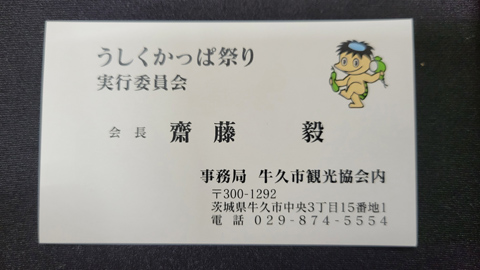 うしくかっぱ祭り
実行委員会
会長 齋藤 毅
事務局 牛久市観光協会内
〒300-1292
茨城県牛久市中央3丁目15番地1
電話 029-874-5554